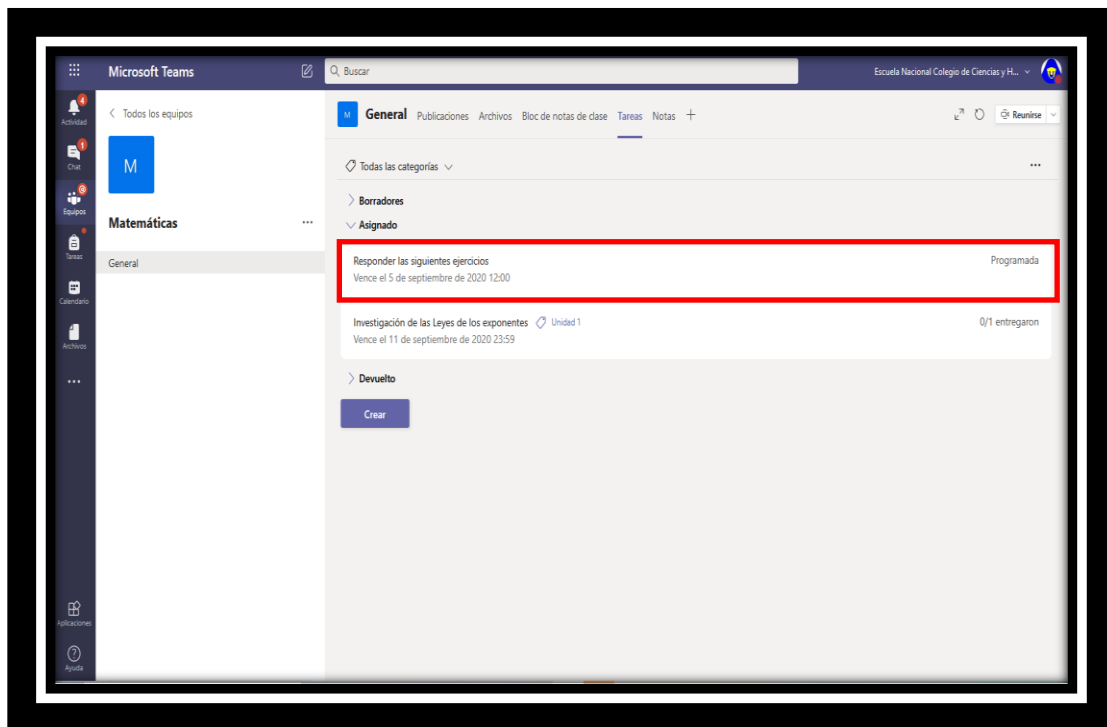 Microsoft Teams
Buscar
Escuela Nacional Colegio de Ciencias y H...
4
Actividad
1
Chat
@
Equipos
Tareas
Calendario
Archivos
...
Aplicaciones
?
Ayuda
< Todos los equipos
M
Matemáticas ...
General
M General Publicaciones Archivos Bloc de notas de clase Tareas Notas +
Reunirse
Todas las categorías ...
Borradores
Asignado
Responder las siguientes ejercicios Programada
Vence el 5 de septiembre de 2020 12:00
Investigación de las Leyes de los exponentes Unidad 1 0/1 entregaron
Vence el 11 de septiembre de 2020 23:59
Devuelto
Crear